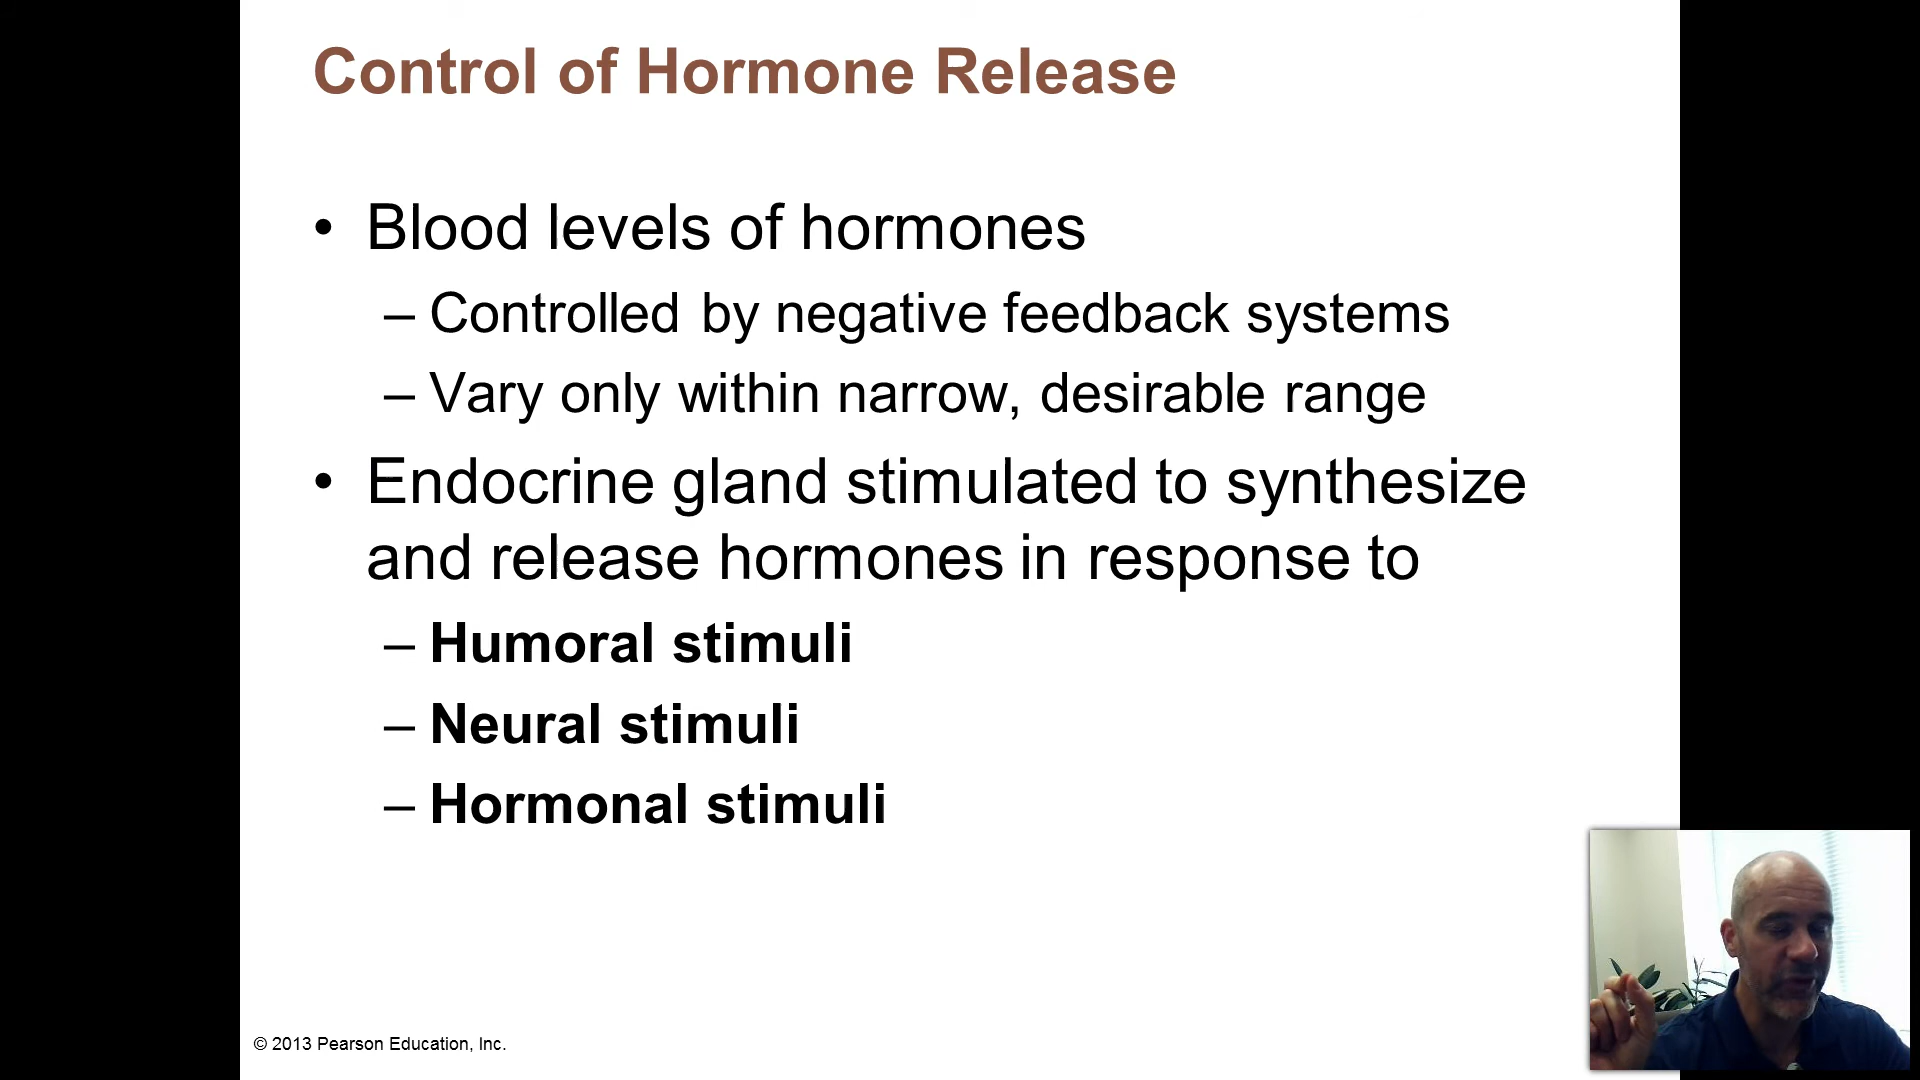 Control of Hormone Release
• Blood levels of hormones
– Controlled by negative feedback systems
– Vary only within narrow, desirable range
• Endocrine gland stimulated to synthesize
and release hormones in response to
– Humoral stimuli
– Neural stimuli
– Hormonal stimuli
© 2013 Pearson Education, Inc.